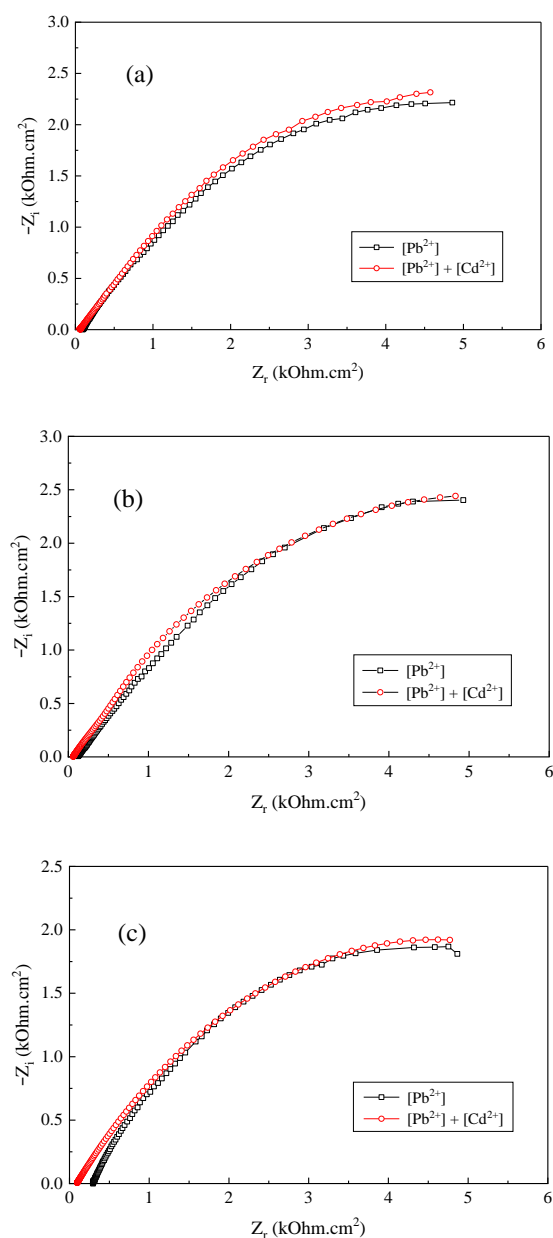 3.0
2.5
(a)
2.0
1.5
-Zᵢ (kOhm.cm²)
1.0
[Pb²⁺]
[Pb²⁺] + [Cd²⁺]
0.5
0.0
0 1 2 3 4 5 6
Zᵣ (kOhm.cm²)
3.0
2.5
(b)
2.0
1.5
-Zᵢ (kOhm.cm²)
1.0
[Pb²⁺]
[Pb²⁺] + [Cd²⁺]
0.5
0.0
0 1 2 3 4 5 6
Zᵣ (kOhm.cm²)
2.5
2.0
(c)
1.5
-Zᵢ (kOhm.cm²)
1.0
[Pb²⁺]
[Pb²⁺] + [Cd²⁺]
0.5
0.0
0 1 2 3 4 5 6
Zᵣ (kOhm.cm²)